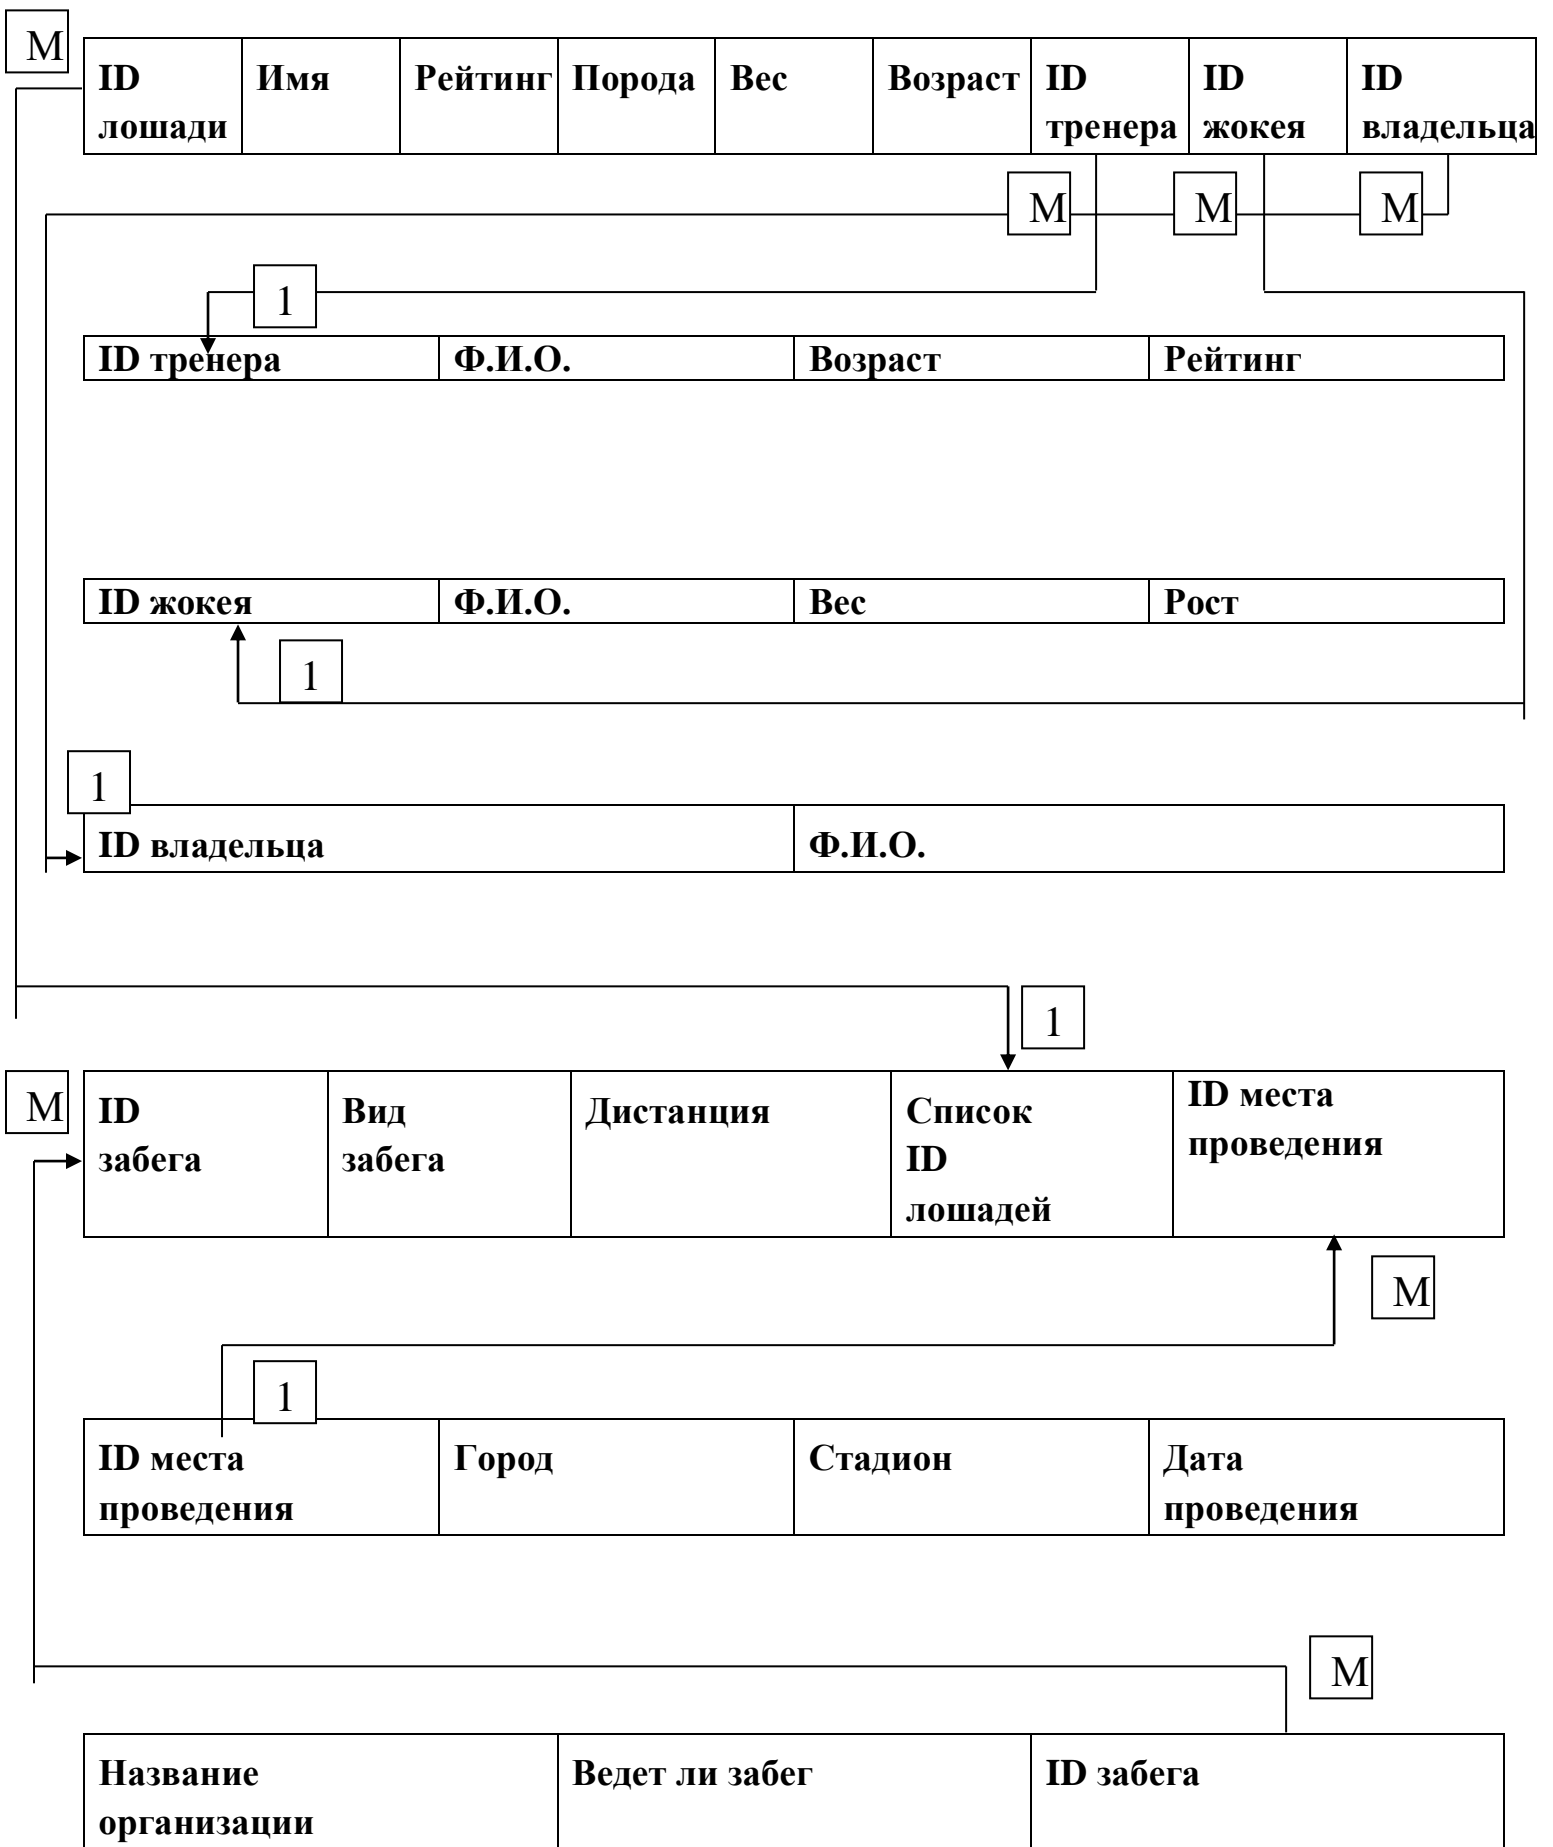 М
ID Имя Рейтинг Порода Вес Возраст ID ID ID
лошади тренера жокея владельца
М М М
1
ID тренера Ф.И.О. Возраст Рейтинг
ID жокея Ф.И.О. Вес Рост
1
1
ID владельца Ф.И.О.
1
М
ID Вид Дистанция Список ID места
забега забега ID проведения
лошадей
М
1
ID места Город Стадион Дата
проведения проведения
М
Название Ведет ли забег ID забега
организации